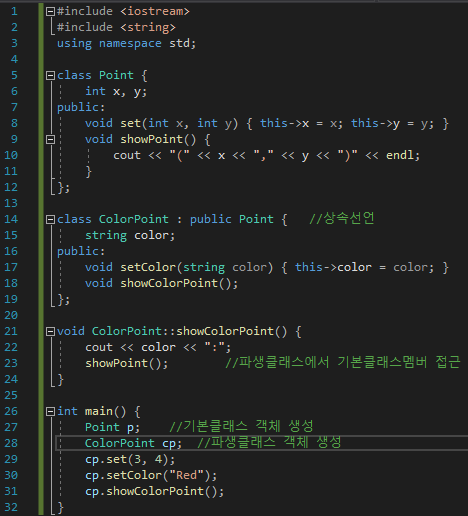 1 #include <iostream>
2 #include <string>
3 using namespace std;
4
5 class Point {
6     int x, y;
7 public:
8     void set(int x, int y) { this->x = x; this->y = y; }
9     void showPoint() {
10         cout << "(" << x << "," << y << ")" << endl;
11     }
12 };
13
14 class ColorPoint : public Point {   //상속선언
15     string color;
16 public:
17     void setColor(string color) { this->color = color; }
18     void showColorPoint();
19 };
20
21 void ColorPoint::showColorPoint() {
22     cout << color << ":";
23     showPoint();        //파생클래스에서 기본클래스멤버 접근
24 }
25
26 int main() {
27     Point p;    //기본클래스 객체 생성
28     ColorPoint cp;  //파생클래스 객체 생성
29     cp.set(3, 4);
30     cp.setColor("Red");
31     cp.showColorPoint();
32 }